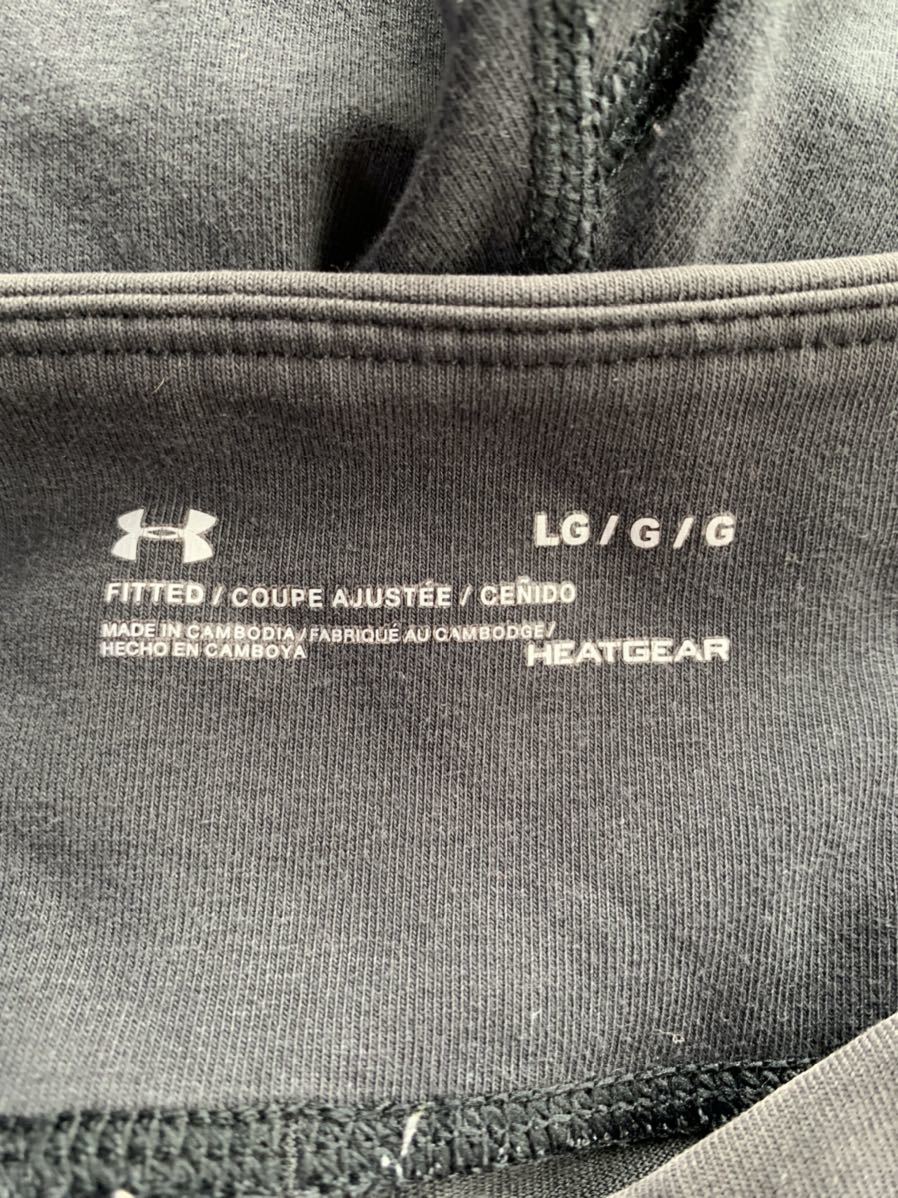 LG / G / G
FITTED / COUPE AJUSTÉE / CEÑIDO
MADE IN CAMBODIA / FABRIQUÉ AU CAMBODGE /
HECHO EN CAMBOYA
HEATGEAR